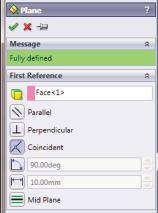 Plane
?
Message
Fully defined
First Reference
Face<1>
Parallel
Perpendicular
Coincident
90.00deg
10.00mm
Mid Plane